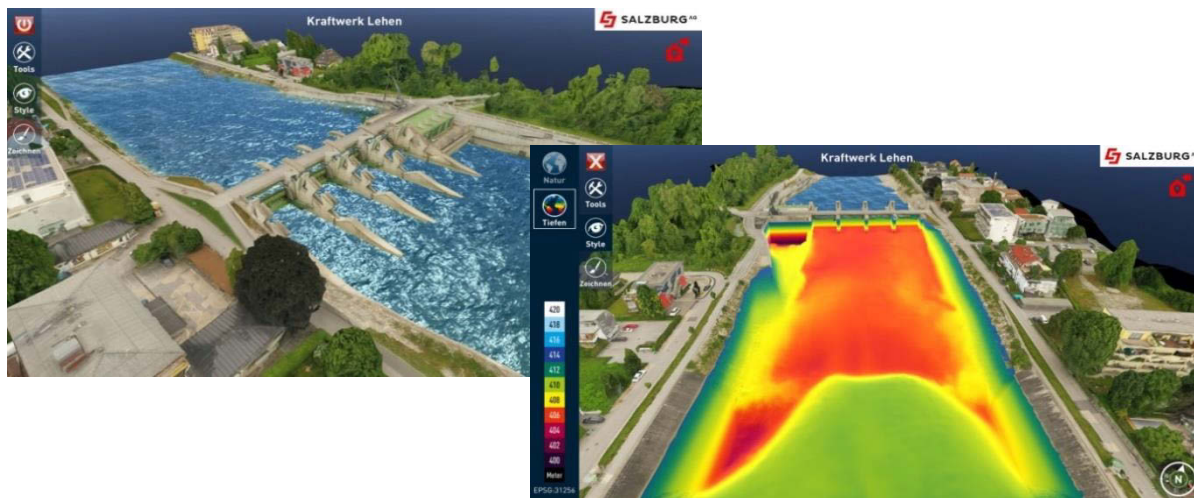 Kraftwerk Lehen
SALZBURG AG
Tools
Style
Zeichnen
Kraftwerk Lehen
SALZBURG A
Natur
Tools
Tiefen
Style
Zeichnen
420
418
416
414
412
410
408
406
404
402
400
Meter
EPSG:31256
N